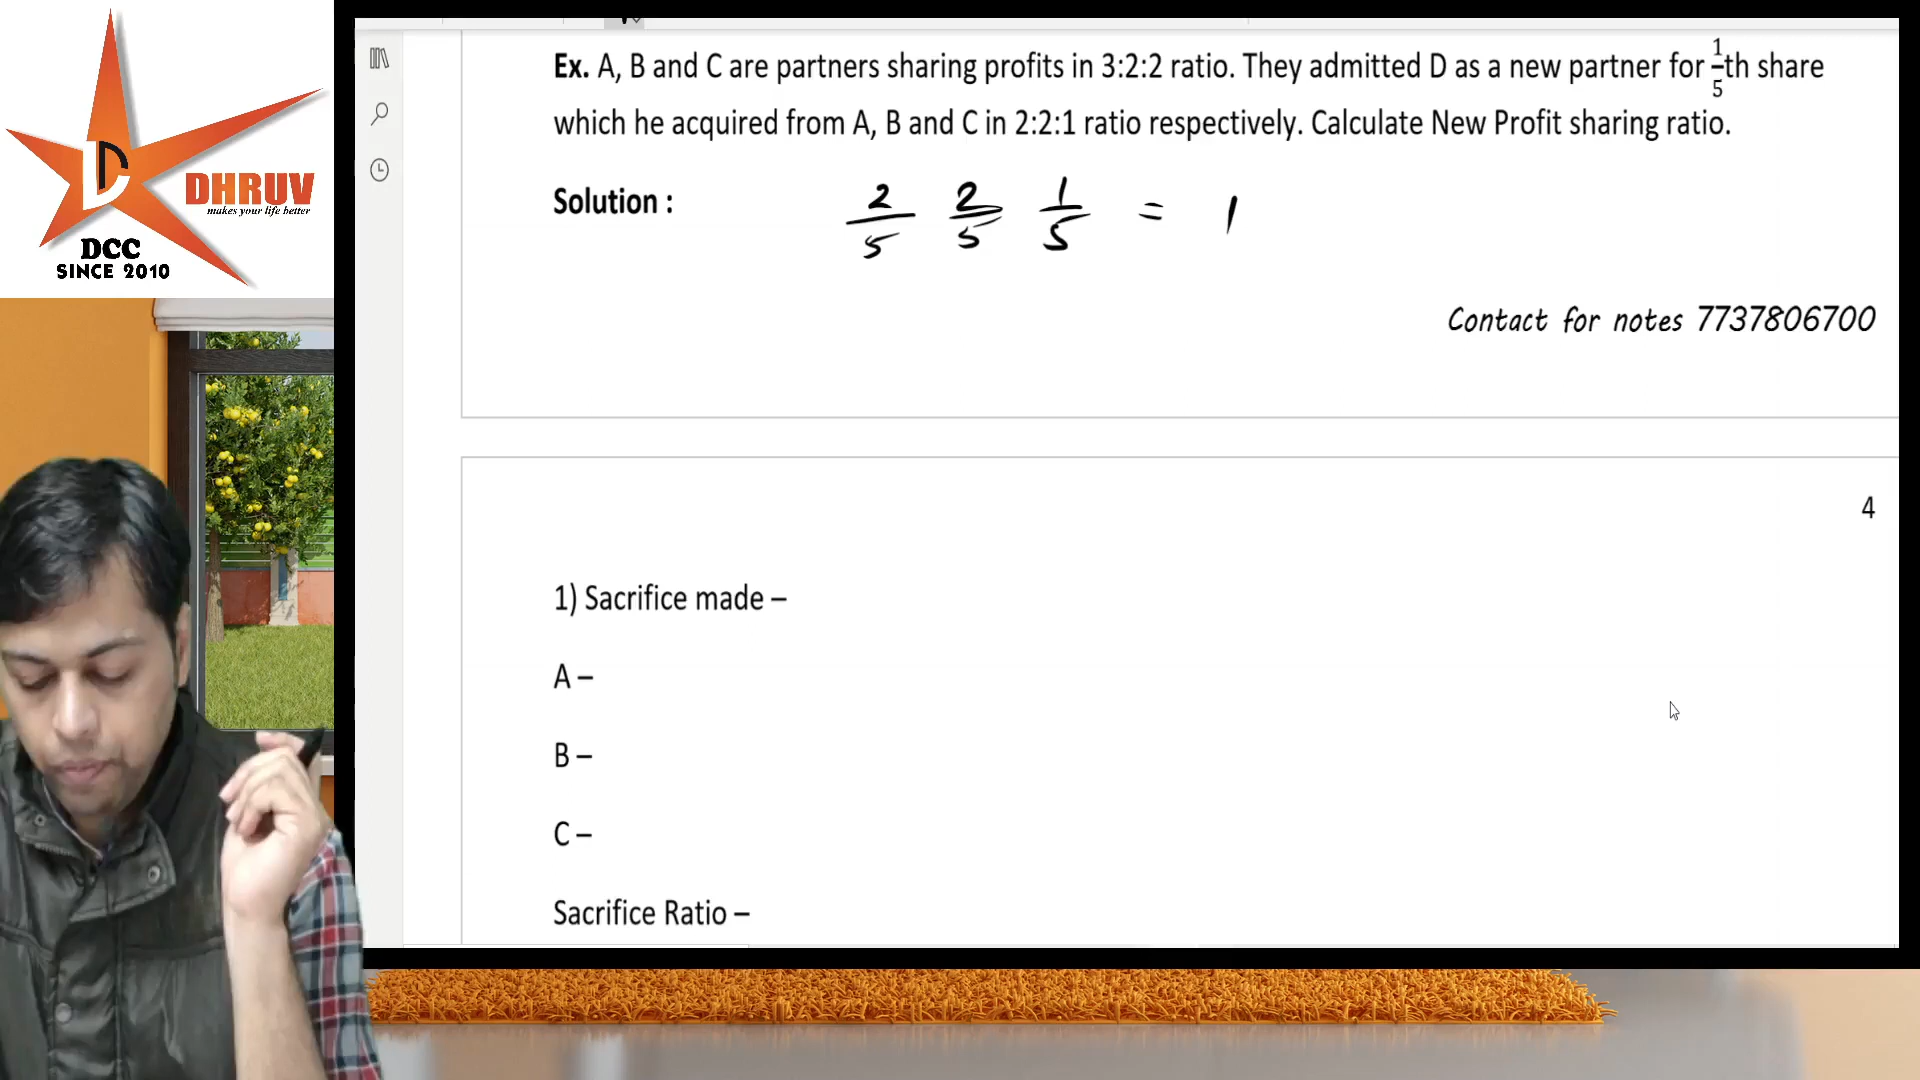 DC
DHRUV
makes your life better
DCC
SINCE 2010
Ex. A, B and C are partners sharing profits in 3:2:2 ratio. They admitted D as a new partner for 1/5th share
which he acquired from A, B and C in 2:2:1 ratio respectively. Calculate New Profit sharing ratio.
Solution : 2/5 2/5 1/5 = 1
Contact for notes 7737806700
4
1) Sacrifice made –
A –
B –
C –
Sacrifice Ratio –